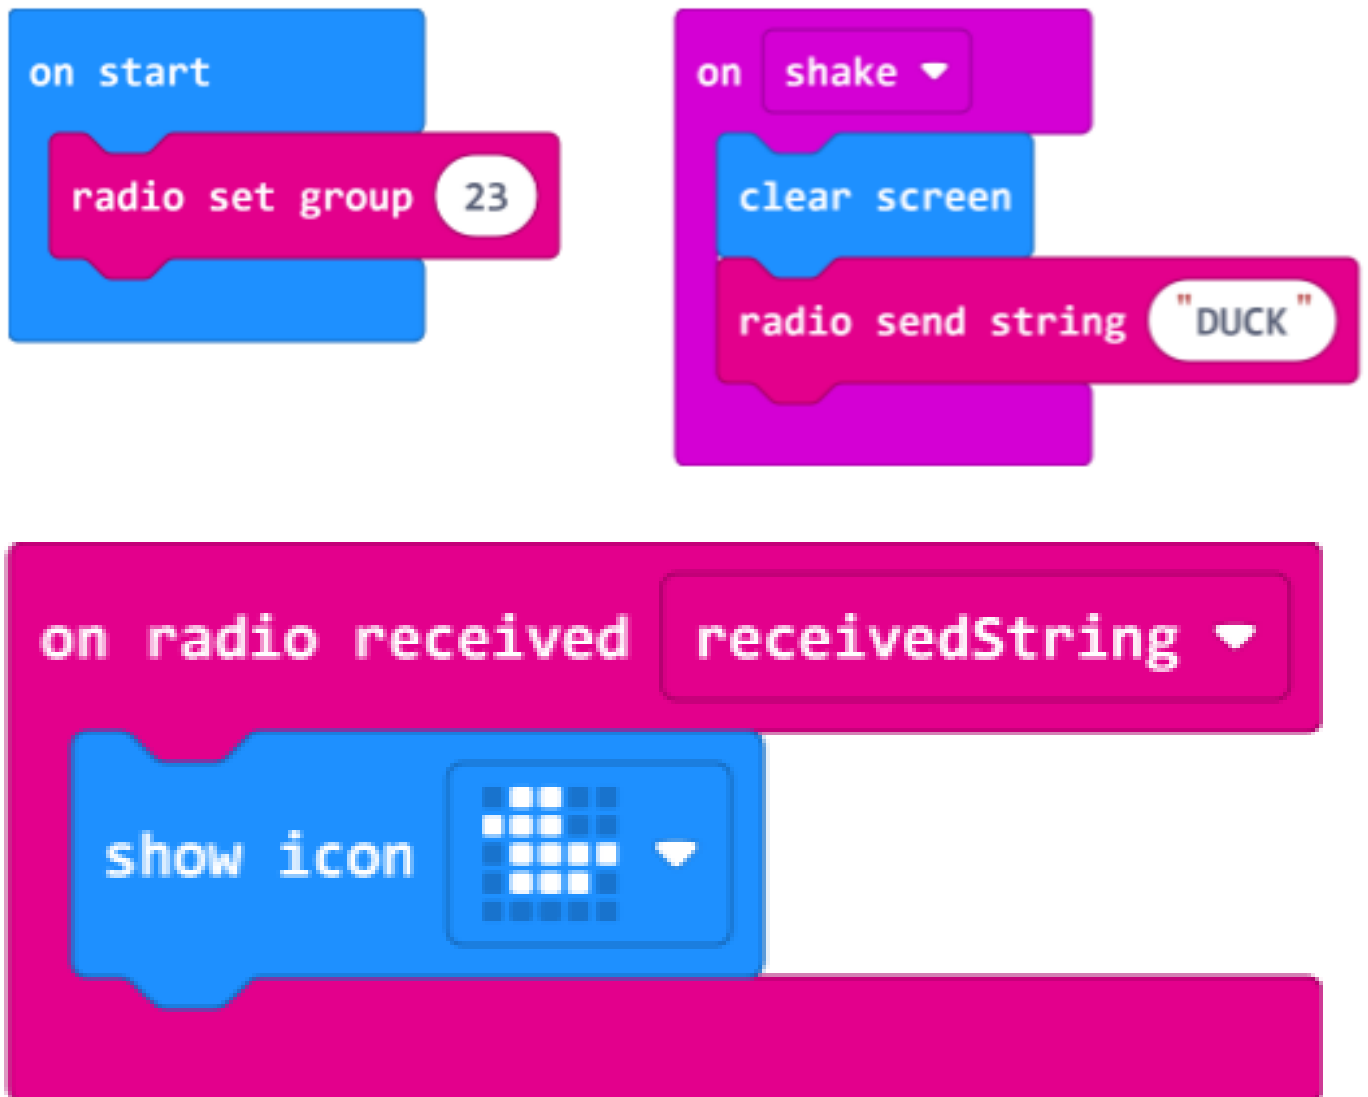 on start
radio set group 23
on shake
clear screen
radio send string "DUCK"
on radio received receivedString
show icon